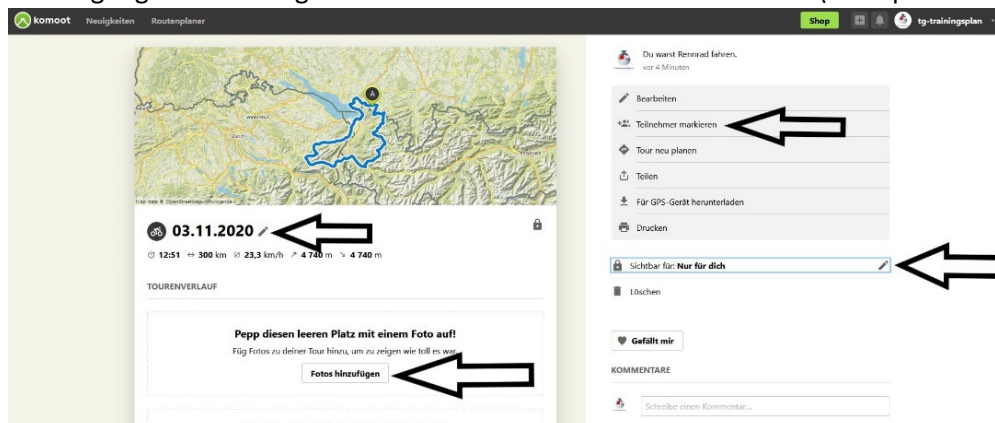 komoot Neuigkeiten Routenplaner Shop tg-trainingsplan
A
Zürich
03.11.2020
12:51 300 km 23,3 km/h 4 740 m 4 740 m
TOURENVERLAUF
Pepp diesen leeren Platz mit einem Foto auf!
Füg Fotos zu deiner Tour hinzu, um zu zeigen wie toll es war.
Fotos hinzufügen
Du warst Rennrad fahren.
vor 4 Minuten
Bearbeiten
Teilnehmer markieren
Tour neu planen
Teilen
Für GPS-Gerät herunterladen
Drucken
Sichtbar für: Nur für dich
Löschen
Gefällt mir
KOMMENTARE
Schreibe einen Kommentar...